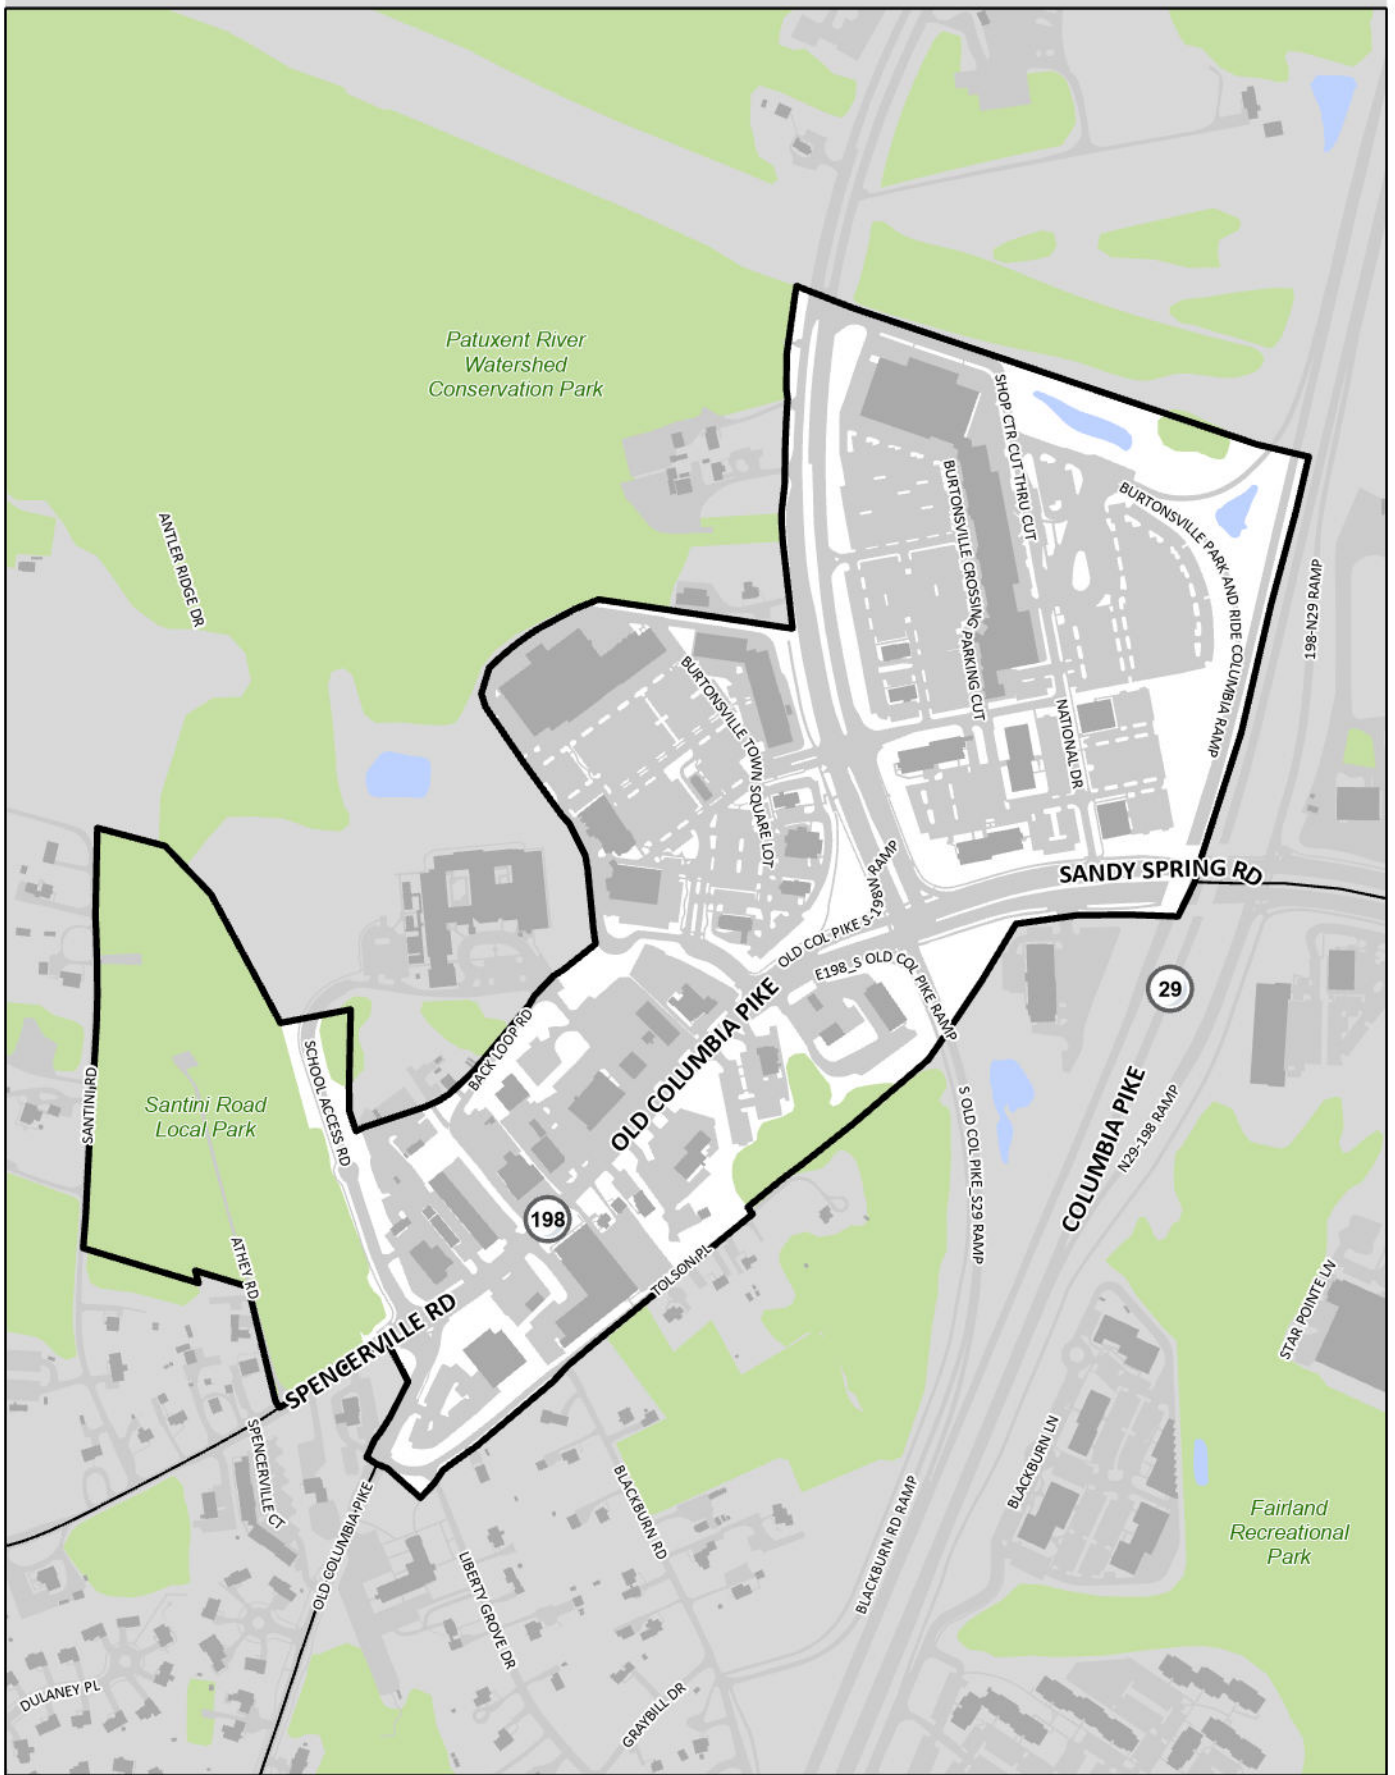 Patuxent River
Watershed
Conservation Park
SHOP CTR CUT THRU CUT
BURTONSVILLE CROSSING PARKING CUT
BURTONSVILLE PARK AND RIDE COLUMBIA RAMP
ANTLER RIDGE DR
198-N29 RAMP
BURTONSVILLE TOWN SQUARE LOT
NATIONAL DR
SANDY SPRING RD
OLD COL PIKE S-198W RAMP
E198_S OLD COL PIKE RAMP
29
OLD COLUMBIA PIKE
BACK LOOP RD
SCHOOL ACCESS RD
SANTINI RD
Santini Road
Local Park
COLUMBIA PIKE
N29-198 RAMP
S OLD COL PIKE_S29 RAMP
198
ATHEY RD
TOLSON PL
SPENCERVILLE RD
STAR POINTE LN
SPENCERVILLE CT
OLD COLUMBIA PIKE
BLACKBURN RD
BLACKBURN LN
BLACKBURN RD RAMP
LIBERTY GROVE DR
Fairland
Recreational
Park
DULANEY PL
GRAYBILL DR